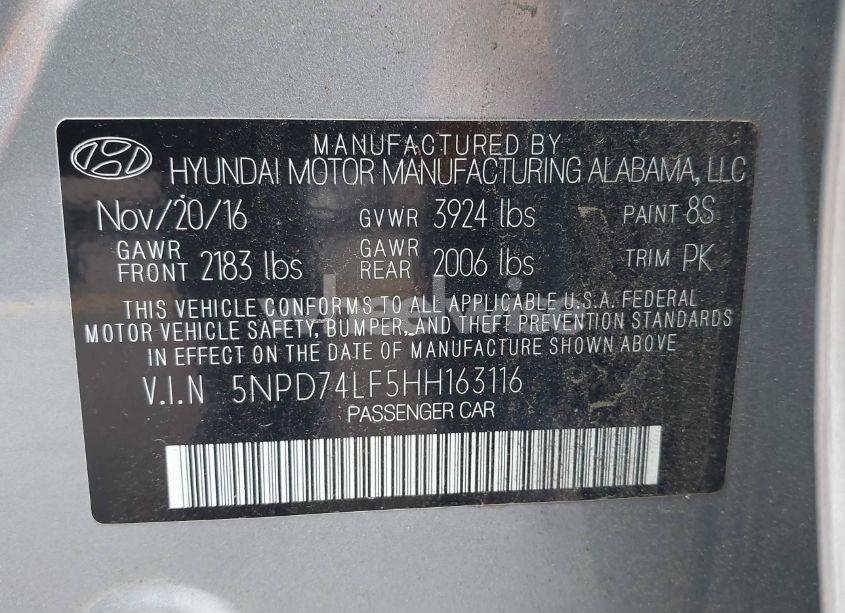 MANUFACTURED BY
HYUNDAI MOTOR MANUFACTURING ALABAMA, LLC
Nov/20/16 GVWR 3924 lbs PAINT 8S
GAWR FRONT 2183 lbs GAWR REAR 2006 lbs TRIM PK
THIS VEHICLE CONFORMS TO ALL APPLICABLE U.S.A. FEDERAL
MOTOR VEHICLE SAFETY, BUMPER, AND THEFT PREVENTION STANDARDS
IN EFFECT ON THE DATE OF MANUFACTURE SHOWN ABOVE.
V.I.N 5NPD74LF5HH163116
PASSENGER CAR